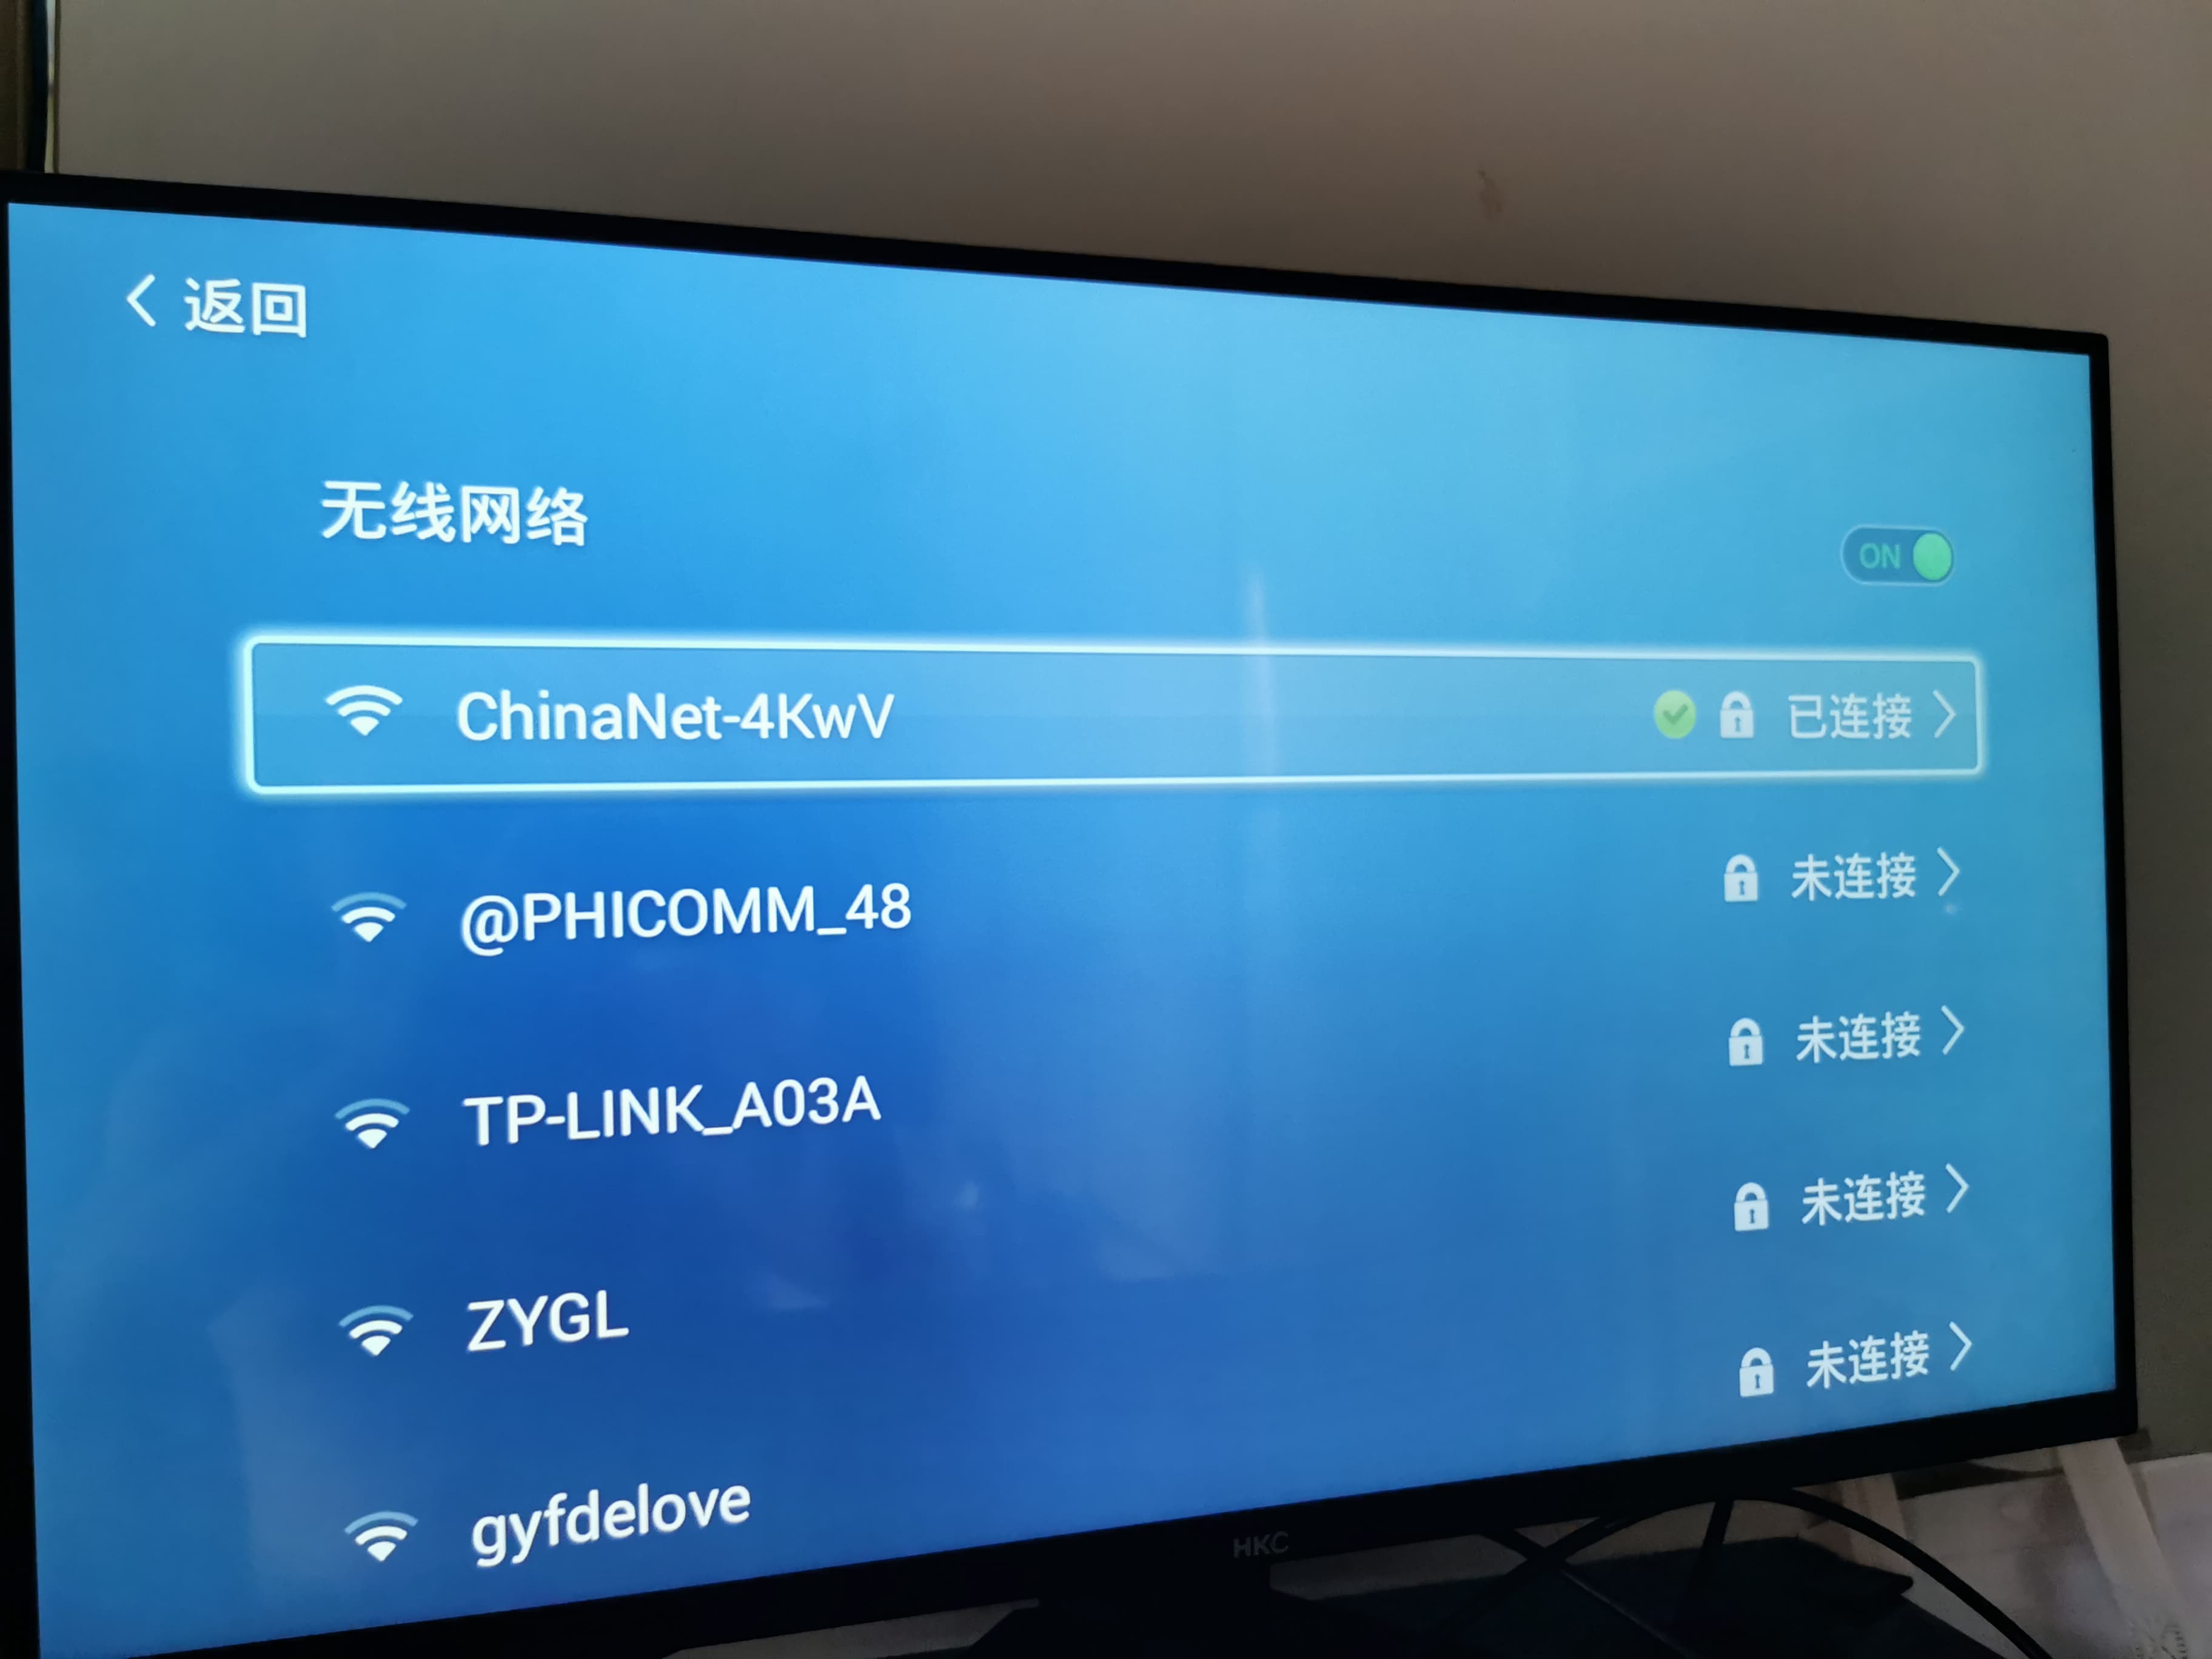 返回
无线网络
ON
ChinaNet-4KwV 已连接
@PHICOMM_48 未连接
TP-LINK_A03A 未连接
ZYGL 未连接
gyfdelove 未连接
HKC